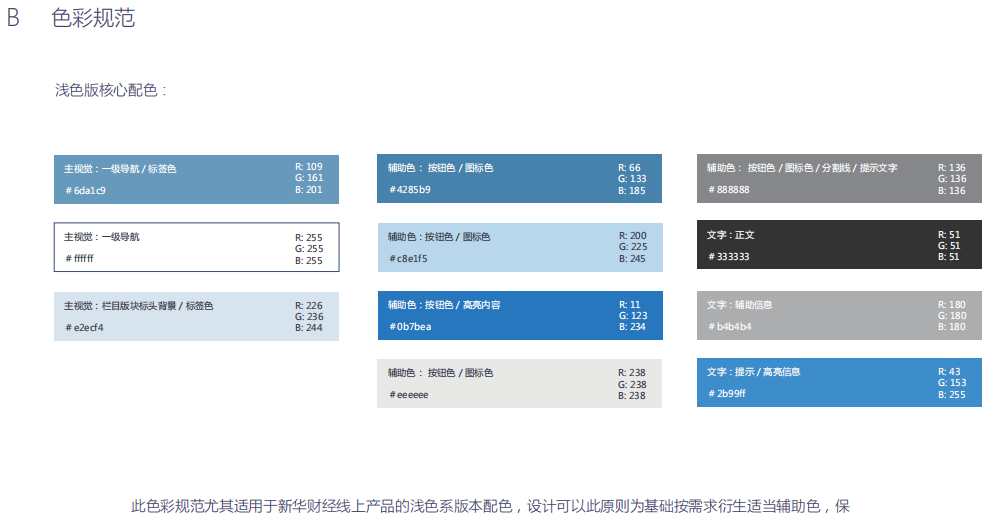 B 色彩规范
浅色版核心配色：
主视觉：一级导航 / 标签色
# 6da1c9
R: 109
G: 161
B: 201
主视觉：一级导航
# ffffff
R: 255
G: 255
B: 255
主视觉：栏目版块标头背景 / 标签色
# e2ecf4
R: 226
G: 236
B: 244
辅助色： 按钮色 / 图标色
#4285b9
R: 66
G: 133
B: 185
辅助色：按钮色 / 图标色
#c8e1f5
R: 200
G: 225
B: 245
辅助色：按钮色 / 高亮内容
#0b7bea
R: 11
G: 123
B: 234
辅助色： 按钮色 / 图标色
#eeeeee
R: 238
G: 238
B: 238
辅助色： 按钮色 / 图标色 / 分割线 / 提示文字
# 888888
R: 136
G: 136
B: 136
文字：正文
# 333333
R: 51
G: 51
B: 51
文字：辅助信息
# b4b4b4
R: 180
G: 180
B: 180
文字：提示 / 高亮信息
# 2b99ff
R: 43
G: 153
B: 255
此色彩规范尤其适用于新华财经线上产品的浅色系版本配色，设计可以此原则为基础按需求衍生适当辅助色，保